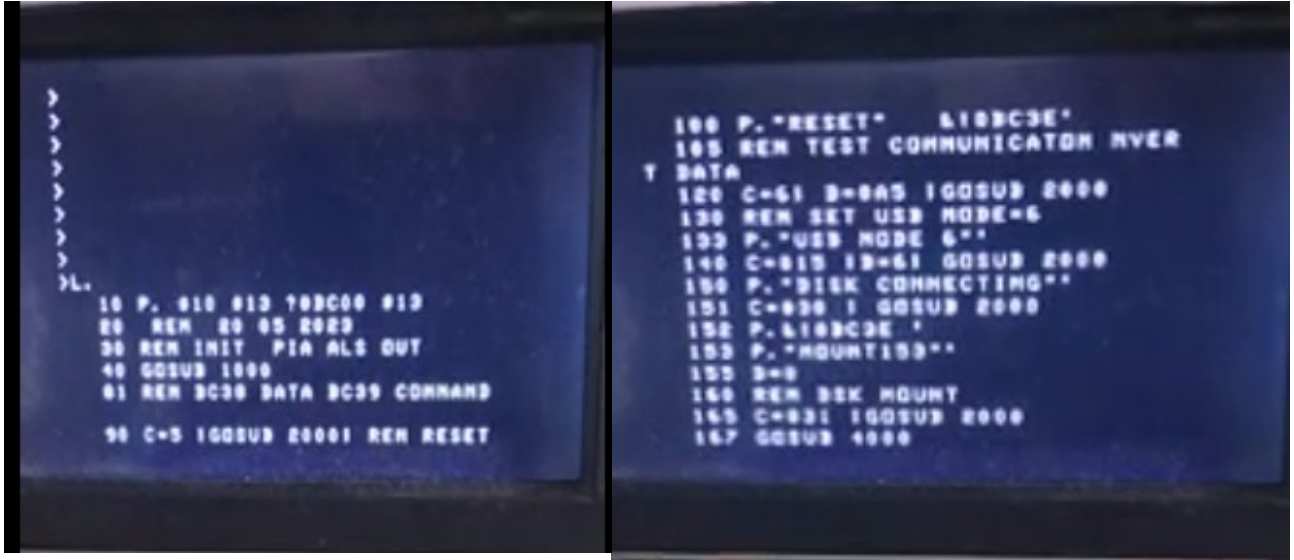 >
>
>
>
>
>
>
>
>L.
10 P. $10 $13 ?#BC00 $13
20 REM 20 05 2023
30 REM INIT PIA ALS OUT
40 GOSUB 1000
81 REM BC38 DATA BC39 COMMAND
90 C=5 ;GOSUB 2000; REM RESET
100 P."RESET" &!#BC3E'
105 REM TEST COMMUNICATON NVER
T DATA
120 C=6; D=#A5 ;GOSUB 2000
130 REM SET USB MODE=6
133 P."USB MODE 6"'
140 C=#15 ;D=6; GOSUB 2000
150 P."DISK CONNECTING"'
151 C=#30 ; GOSUB 2000
152 P.&!#BC3E '
153 P."MOUNT153"'
155 D=0
160 REM DSK MOUNT
165 C=#31 ;GOSUB 2000
167 GOSUB 4000